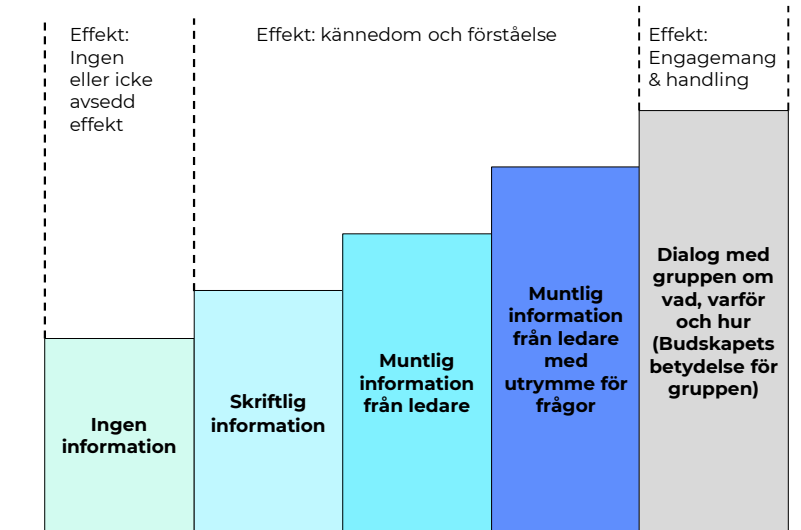 Effekt:
Ingen
eller icke
avsedd
effekt
Effekt: kännedom och förståelse
Effekt:
Engagemang
& handling
Ingen
information
Skriftlig
information
Muntlig
information
från ledare
Muntlig
information
från ledare
med
utrymme för
frågor
Dialog med
gruppen om
vad, varför
och hur
(Budskapets
betydelse för
gruppen)